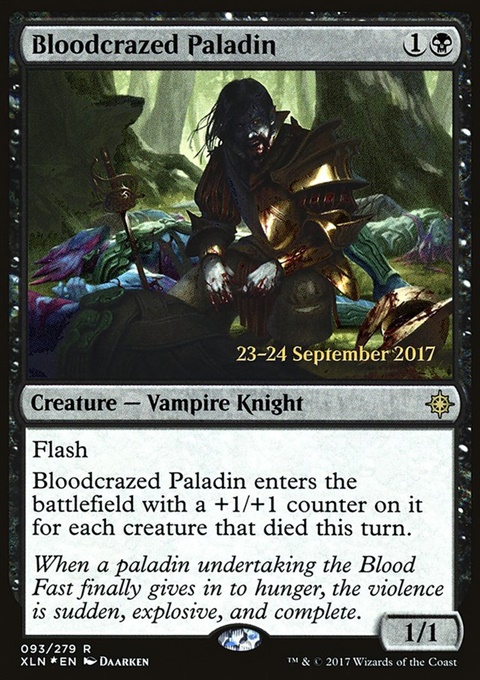 Bloodcrazed Paladin 1
23–24 September 2017
Creature — Vampire Knight
Flash
Bloodcrazed Paladin enters the
battlefield with a +1/+1 counter on it
for each creature that died this turn.
When a paladin undertaking the Blood
Fast finally gives in to hunger, the violence
is sudden, explosive, and complete.
1/1
093/279 R
XLN ★ EN Daarken
™ & © 2017 Wizards of the Coast